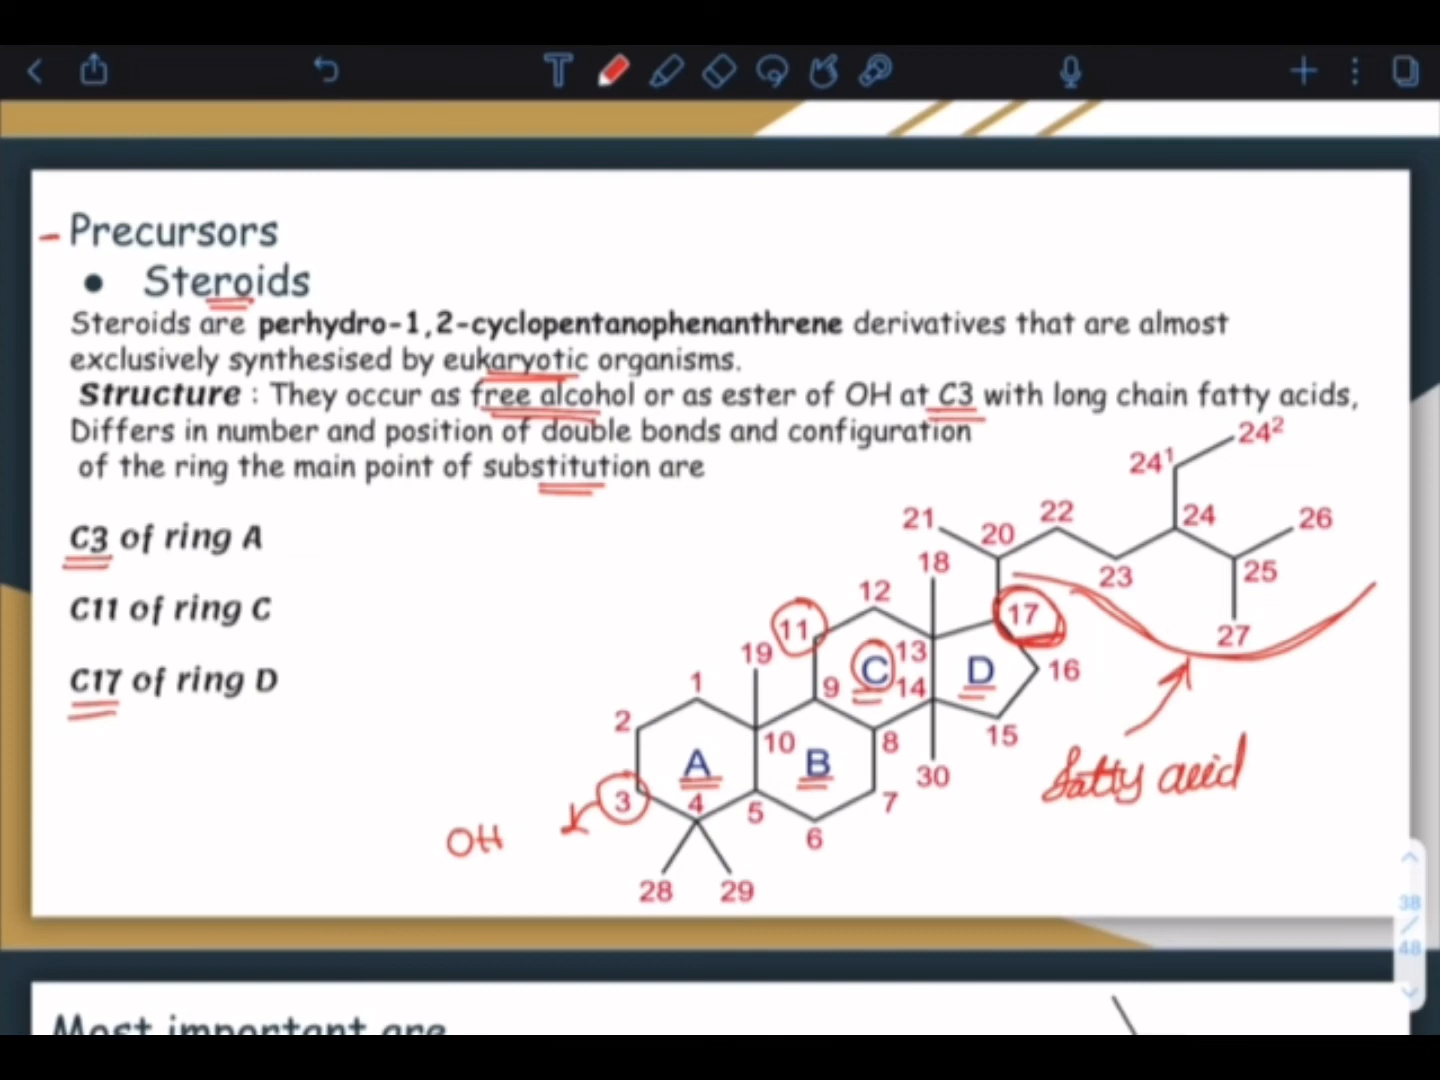 Precursors
● Steroids
Steroids are perhydro-1,2-cyclopentanophenanthrene derivatives that are almost
exclusively synthesised by eukaryotic organisms.
Structure : They occur as free alcohol or as ester of OH at C3 with long chain fatty acids,
Differs in number and position of double bonds and configuration
of the ring the main point of substitution are
C3 of ring A
C11 of ring C
C17 of ring D
24²
24¹
21 20 22 24 26
18 23 25
12 17 27
11 13 16
19 C D
1 9 14
2 10 8 15
A B 30
3 4 5 7
6
28 29
OH
fatty acid
38
/
48
Most important are